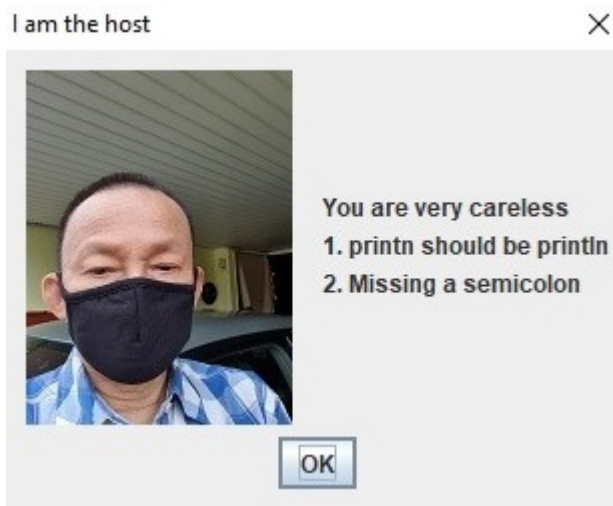 I am the host
You are very careless
1. printn should be println
2. Missing a semicolon
OK